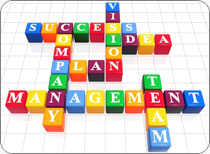 VISION
SUCCESS
IDEA
COMPANY
PLAN
MANAGEMENT
TEAM